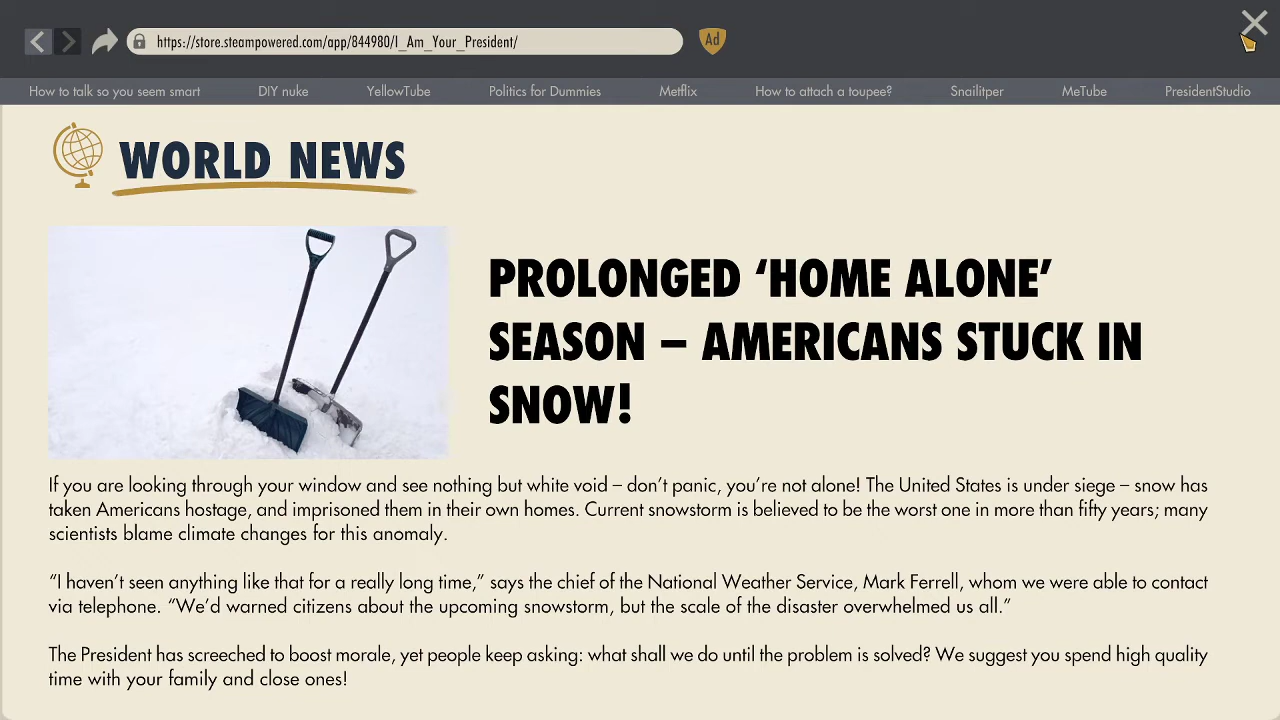 https://store.steampowered.com/app/844980/I_Am_Your_President/
Ad
How to talk so you seem smart DIY nuke YellowTube Politics for Dummies Metflix How to attach a toupee? Snailitper MeTube PresidentStudio
WORLD NEWS
PROLONGED ‘HOME ALONE’
SEASON – AMERICANS STUCK IN
SNOW!
If you are looking through your window and see nothing but white void – don’t panic, you’re not alone! The United States is under siege – snow has
taken Americans hostage, and imprisoned them in their own homes. Current snowstorm is believed to be the worst one in more than fifty years; many
scientists blame climate changes for this anomaly.
“I haven’t seen anything like that for a really long time,” says the chief of the National Weather Service, Mark Ferrell, whom we were able to contact
via telephone. “We’d warned citizens about the upcoming snowstorm, but the scale of the disaster overwhelmed us all.”
The President has screeched to boost morale, yet people keep asking: what shall we do until the problem is solved? We suggest you spend high quality
time with your family and close ones!